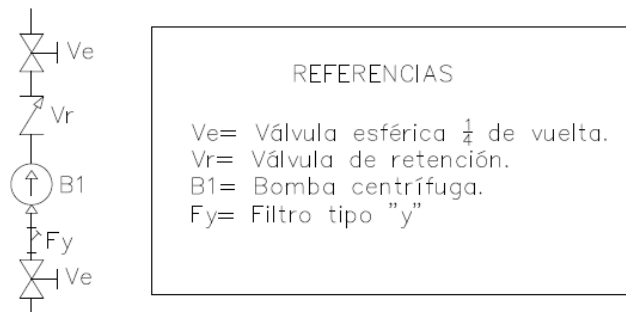 Ve
Vr
B1
Fy
Ve
REFERENCIAS
Ve= Válvula esférica 1/4 de vuelta.
Vr= Válvula de retención.
B1= Bomba centrífuga.
Fy= Filtro tipo "y"